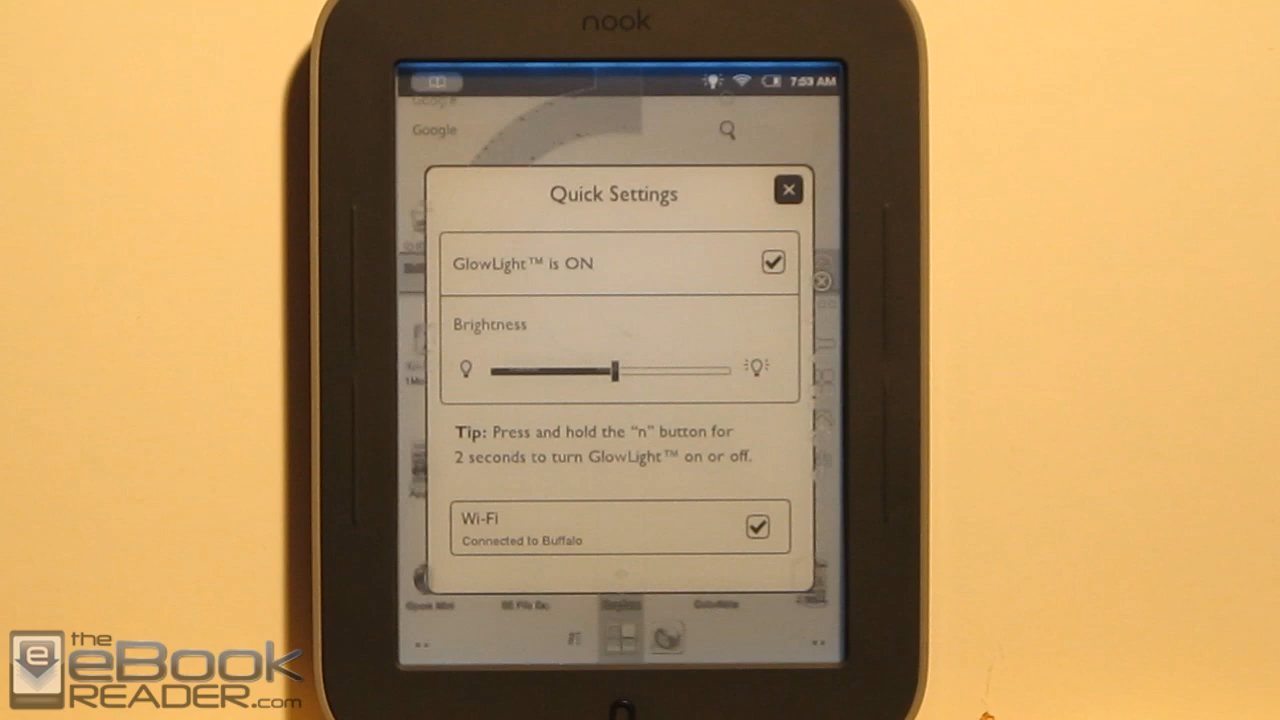 nook
7:53 AM
Google
Google
Quick Settings
GlowLight™ is ON
Brightness
Tip: Press and hold the “n” button for
2 seconds to turn GlowLight™ on or off.
Wi-Fi
Connected to Buffalo
n
the
eBook
READER.com